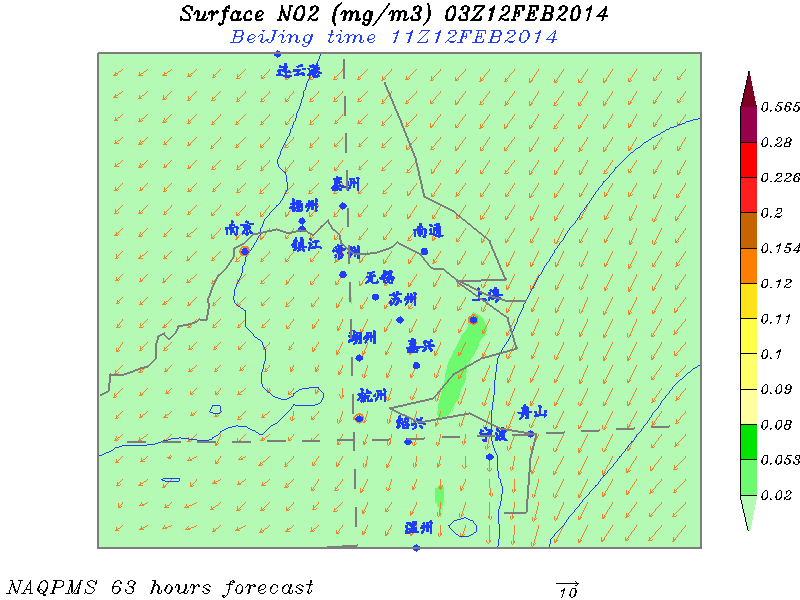 Surface NO2 (mg/m3) 03Z12FEB2014
BeiJing time 11Z12FEB2014
连云港
泰州
扬州
南京
镇江
常州
南通
无锡
苏州
上海
湖州
嘉兴
杭州
绍兴
舟山
宁波
温州
0.565
0.28
0.226
0.2
0.154
0.12
0.11
0.1
0.09
0.08
0.053
0.02
NAQPMS 63 hours forecast
10